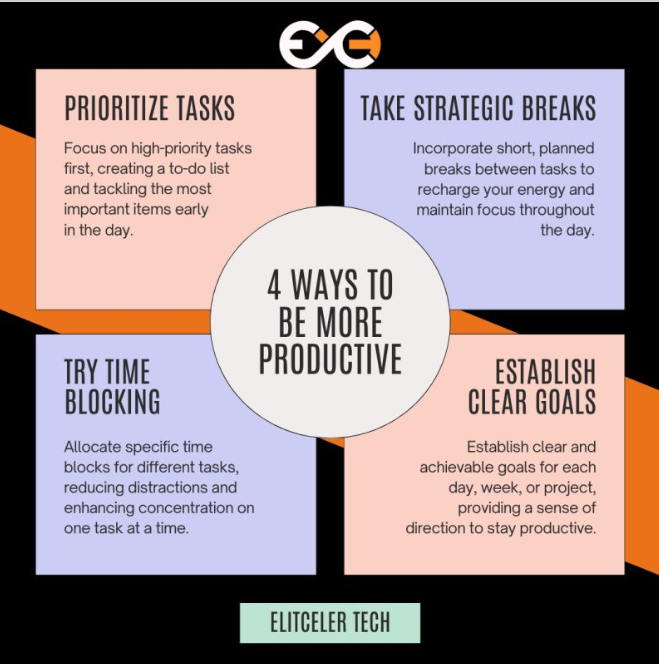 PRIORITIZE TASKS
Focus on high-priority tasks
first, creating a to-do list
and tackling the most
important items early
in the day.
TAKE STRATEGIC BREAKS
Incorporate short, planned
breaks between tasks to
recharge your energy and
maintain focus throughout
the day.
4 WAYS TO
BE MORE
PRODUCTIVE
TRY TIME
BLOCKING
Allocate specific time
blocks for different tasks,
reducing distractions and
enhancing concentration on
one task at a time.
ESTABLISH
CLEAR GOALS
Establish clear and
achievable goals for each
day, week, or project,
providing a sense of
direction to stay productive.
ELITCELER TECH